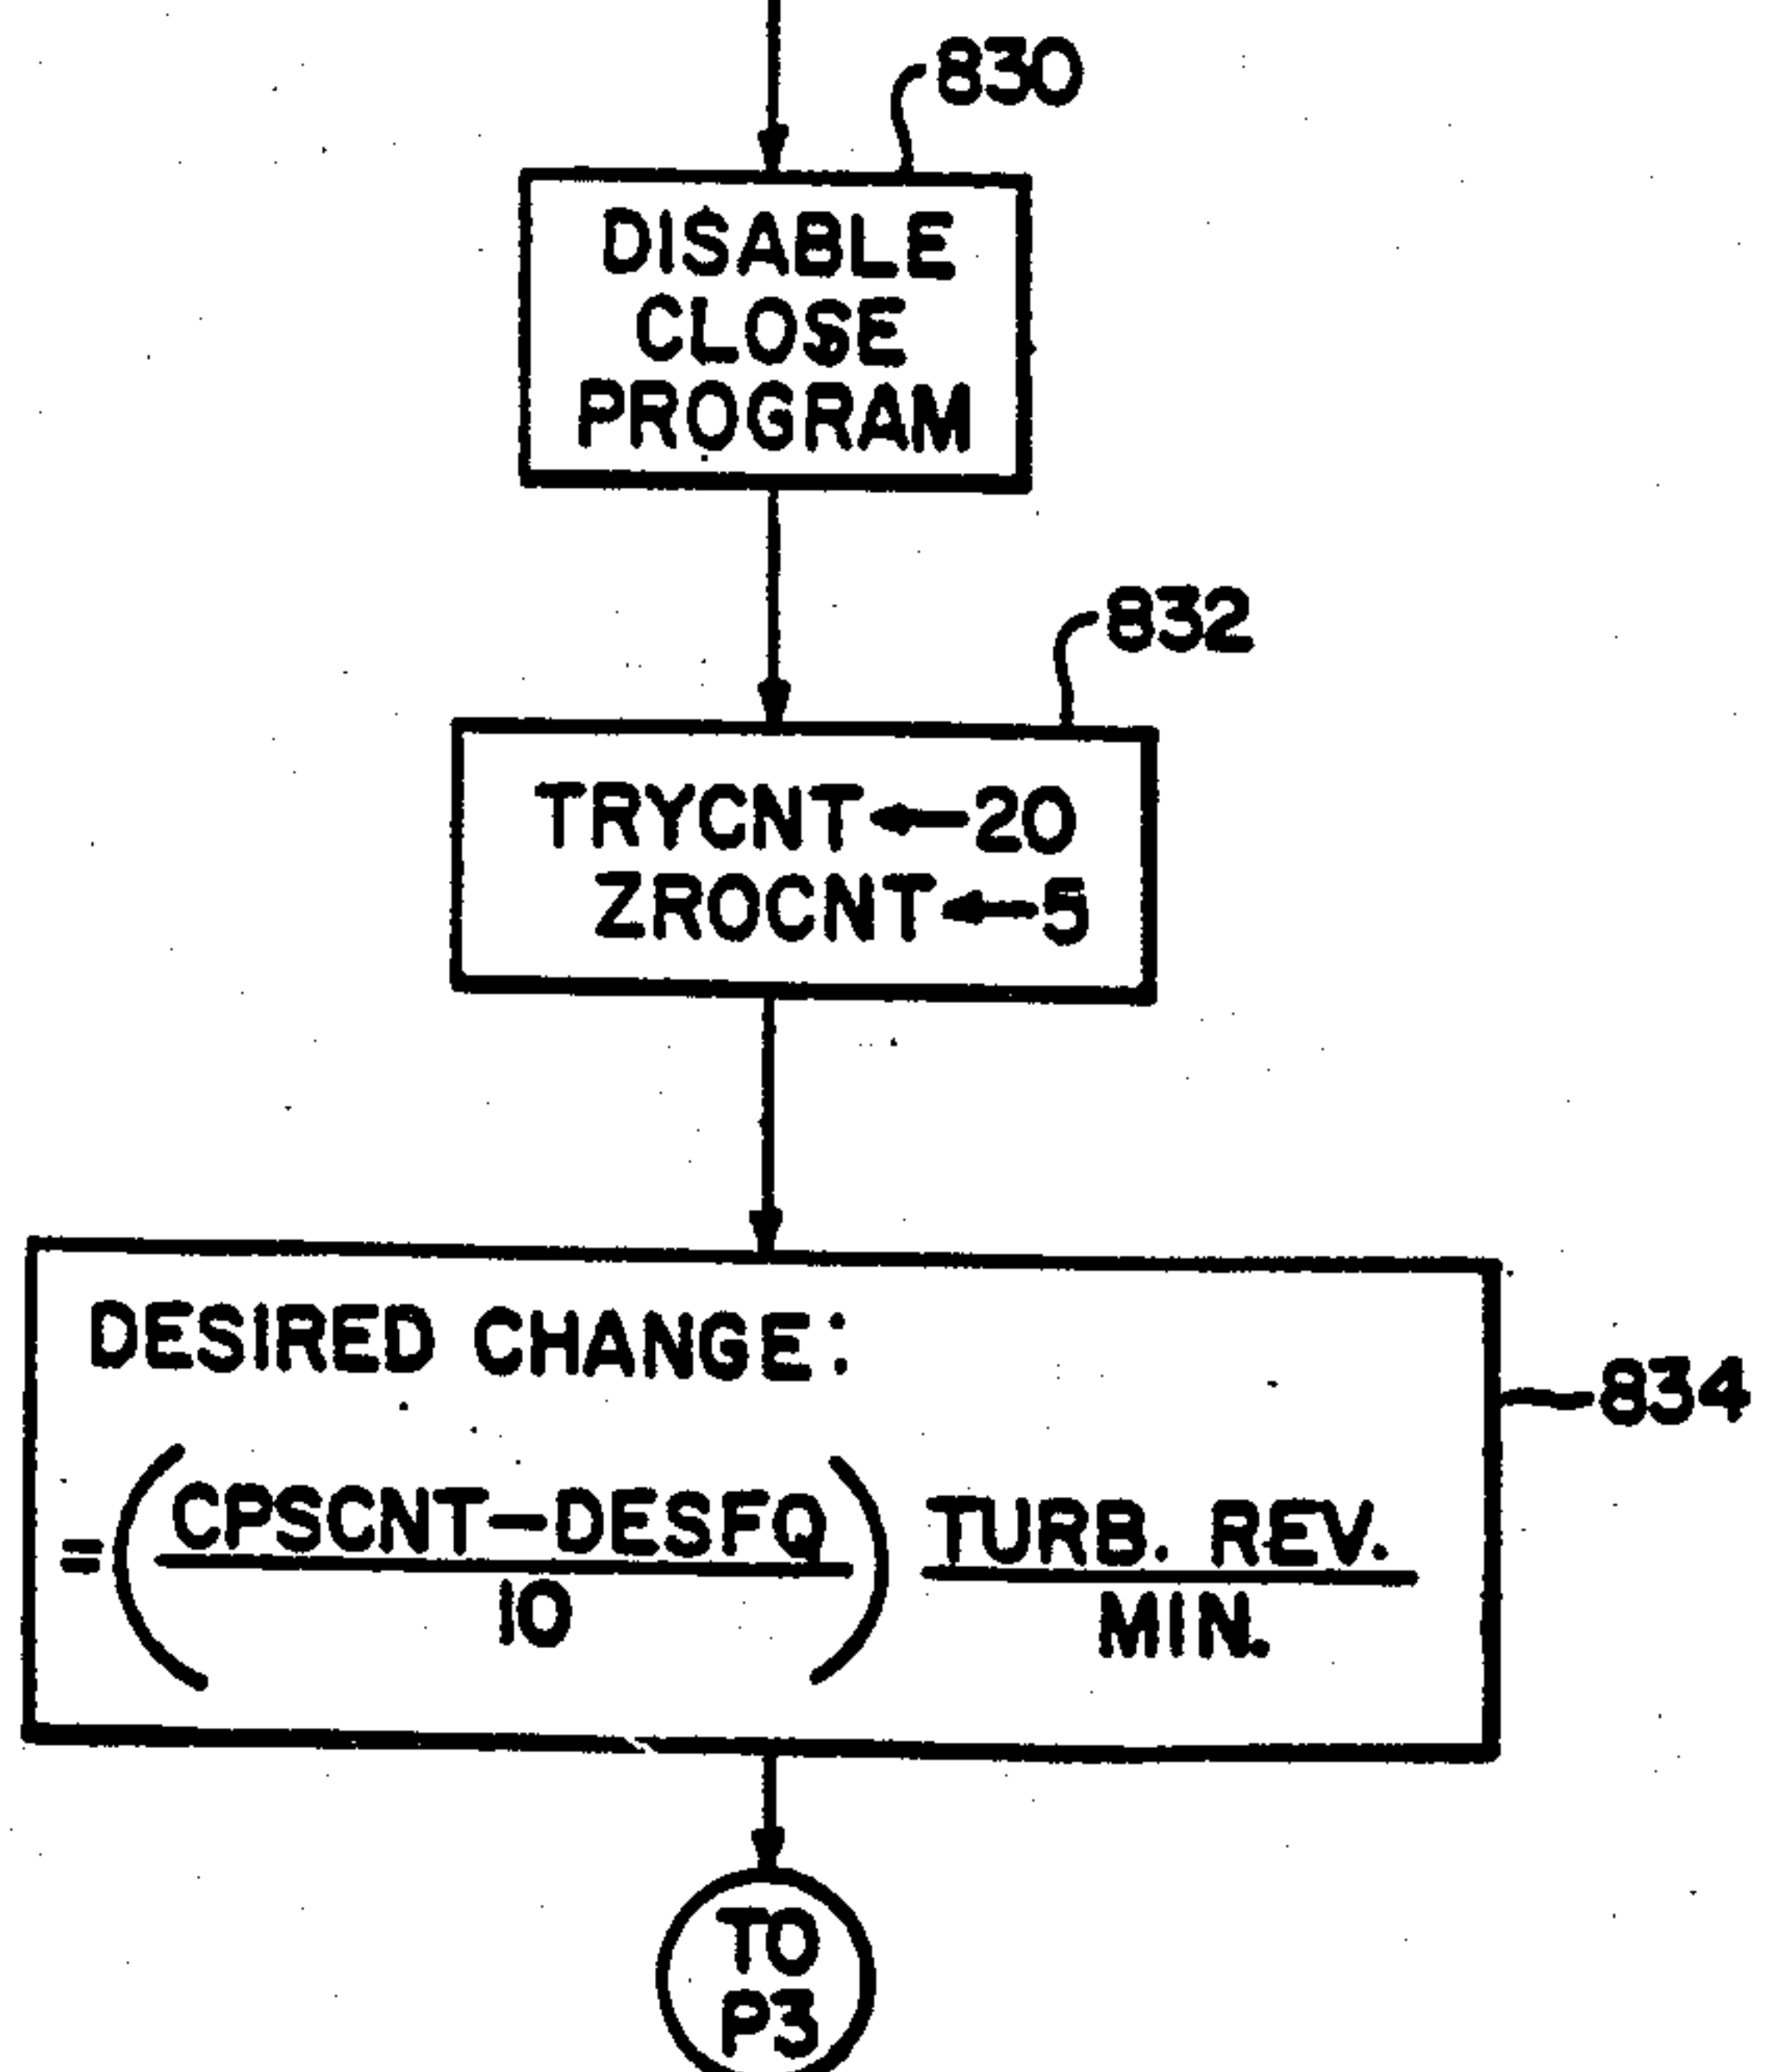 830
DISABLE
CLOSE
PROGRAM
832
TRYCNT←20
ZROCNT←5
DESIRED CHANGE:
834
=(CPSCNT-DESFQ
10) TURB. REV.
MIN.
TO
P3